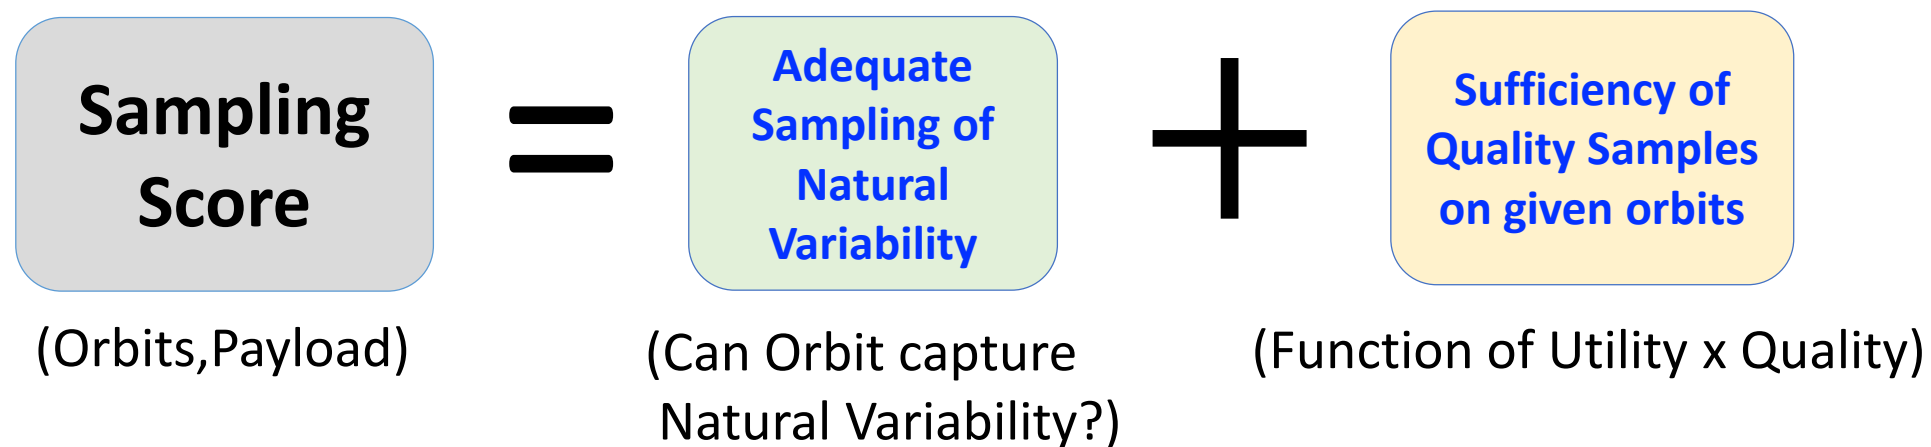 Sampling
Score
=
Adequate
Sampling of
Natural
Variability
+
Sufficiency of
Quality Samples
on given orbits
(Orbits,Payload)
(Can Orbit capture
Natural Variability?)
(Function of Utility x Quality)